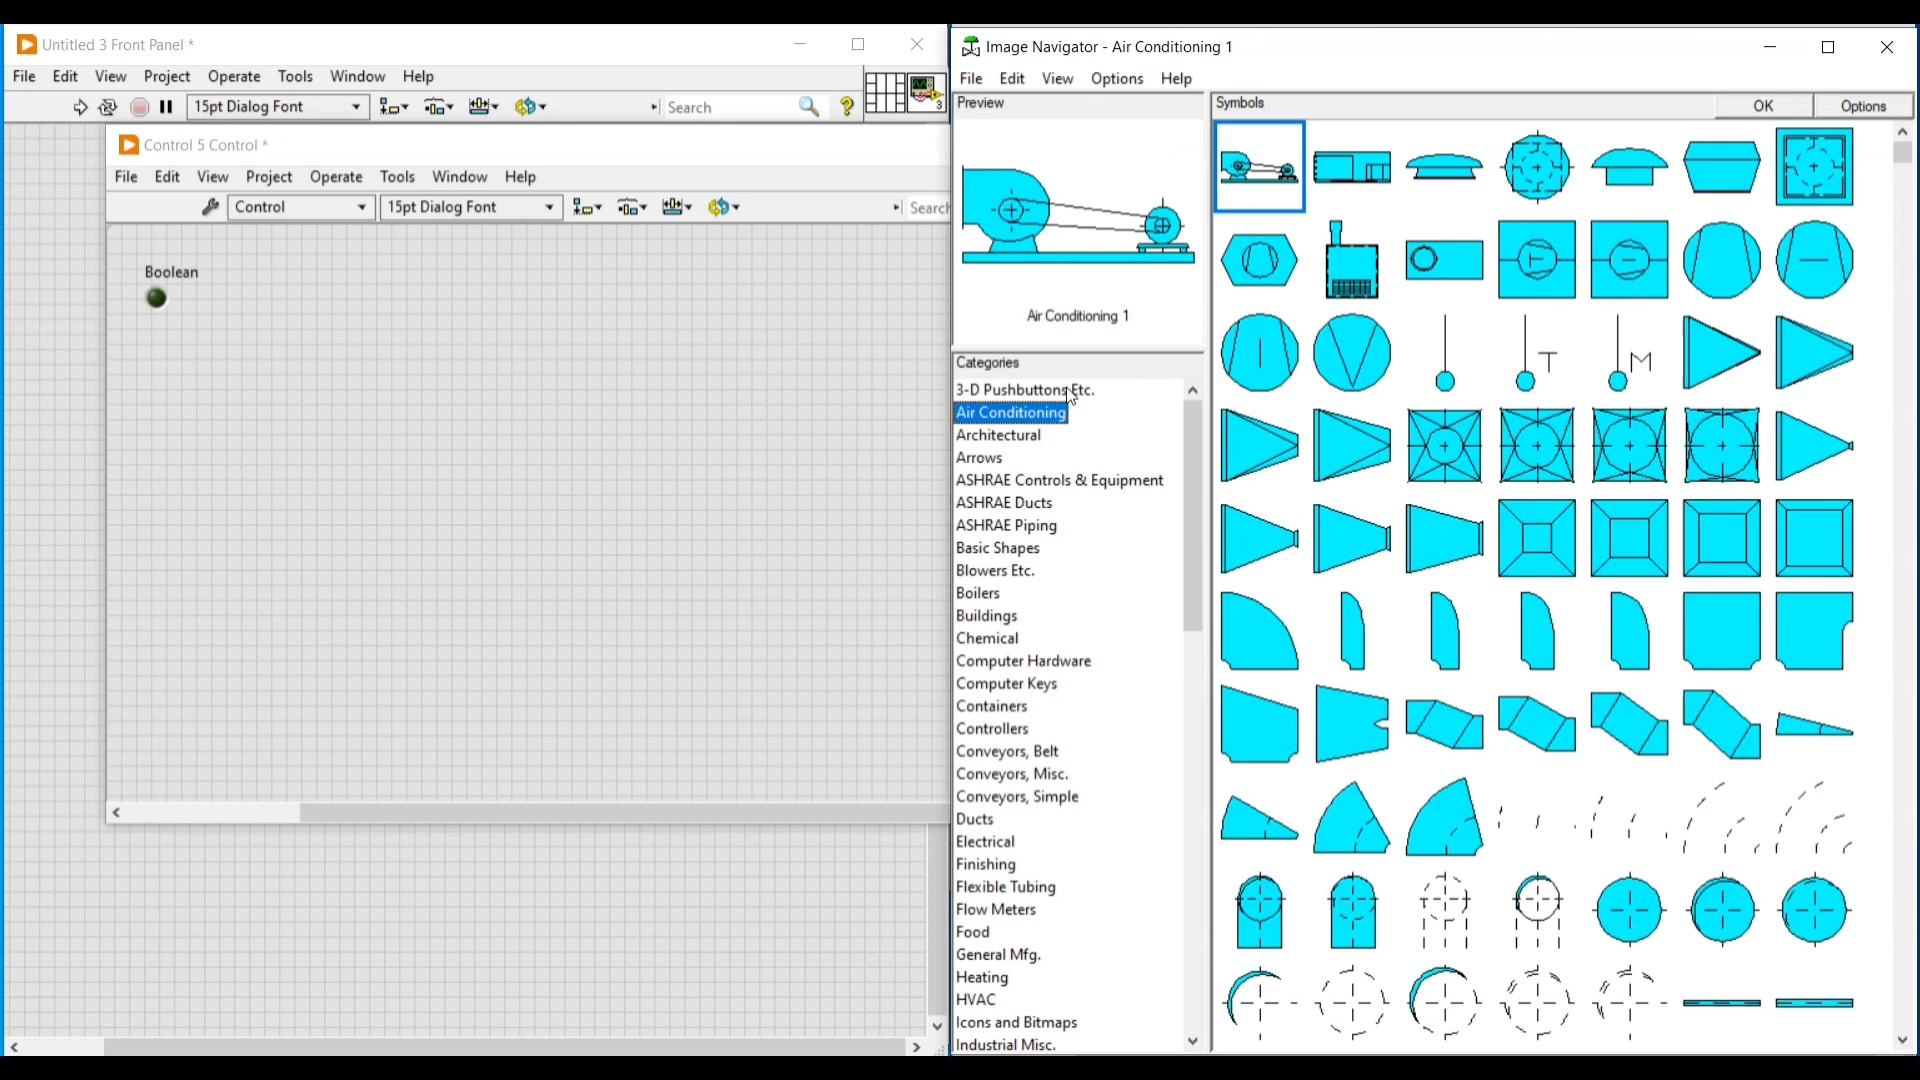 Untitled 3 Front Panel *
File Edit View Project Operate Tools Window Help
15pt Dialog Font
Search
3
Control 5 Control *
File Edit View Project Operate Tools Window Help
Control
15pt Dialog Font
Search
Boolean
Image Navigator - Air Conditioning 1
File Edit View Options Help
Preview
Air Conditioning 1
Categories
3-D Pushbuttons Etc.
Air Conditioning
Architectural
Arrows
ASHRAE Controls & Equipment
ASHRAE Ducts
ASHRAE Piping
Basic Shapes
Blowers Etc.
Boilers
Buildings
Chemical
Computer Hardware
Computer Keys
Containers
Controllers
Conveyors, Belt
Conveyors, Misc.
Conveyors, Simple
Ducts
Electrical
Finishing
Flexible Tubing
Flow Meters
Food
General Mfg.
Heating
HVAC
Icons and Bitmaps
Industrial Misc.
Symbols
OK
Options
T
M